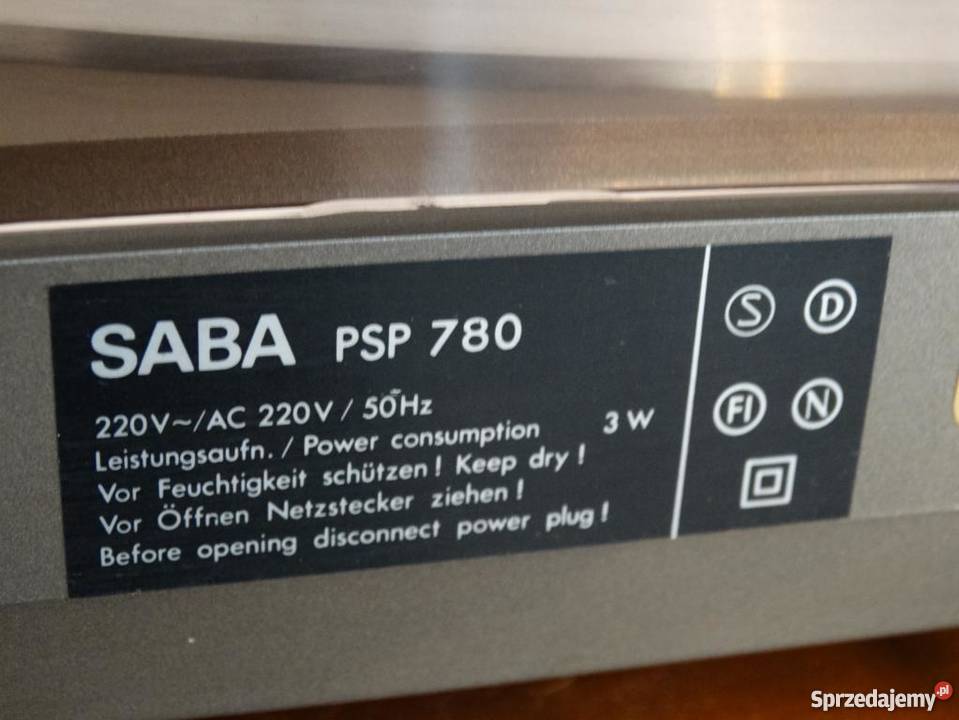 SABA PSP 780
220V~/AC 220V / 50Hz
Leistungsaufn. / Power consumption 3 W
Vor Feuchtigkeit schützen! Keep dry!
Vor Öffnen Netzstecker ziehen!
Before opening disconnect power plug!
S D
FI N
Sprzedajemy.pl